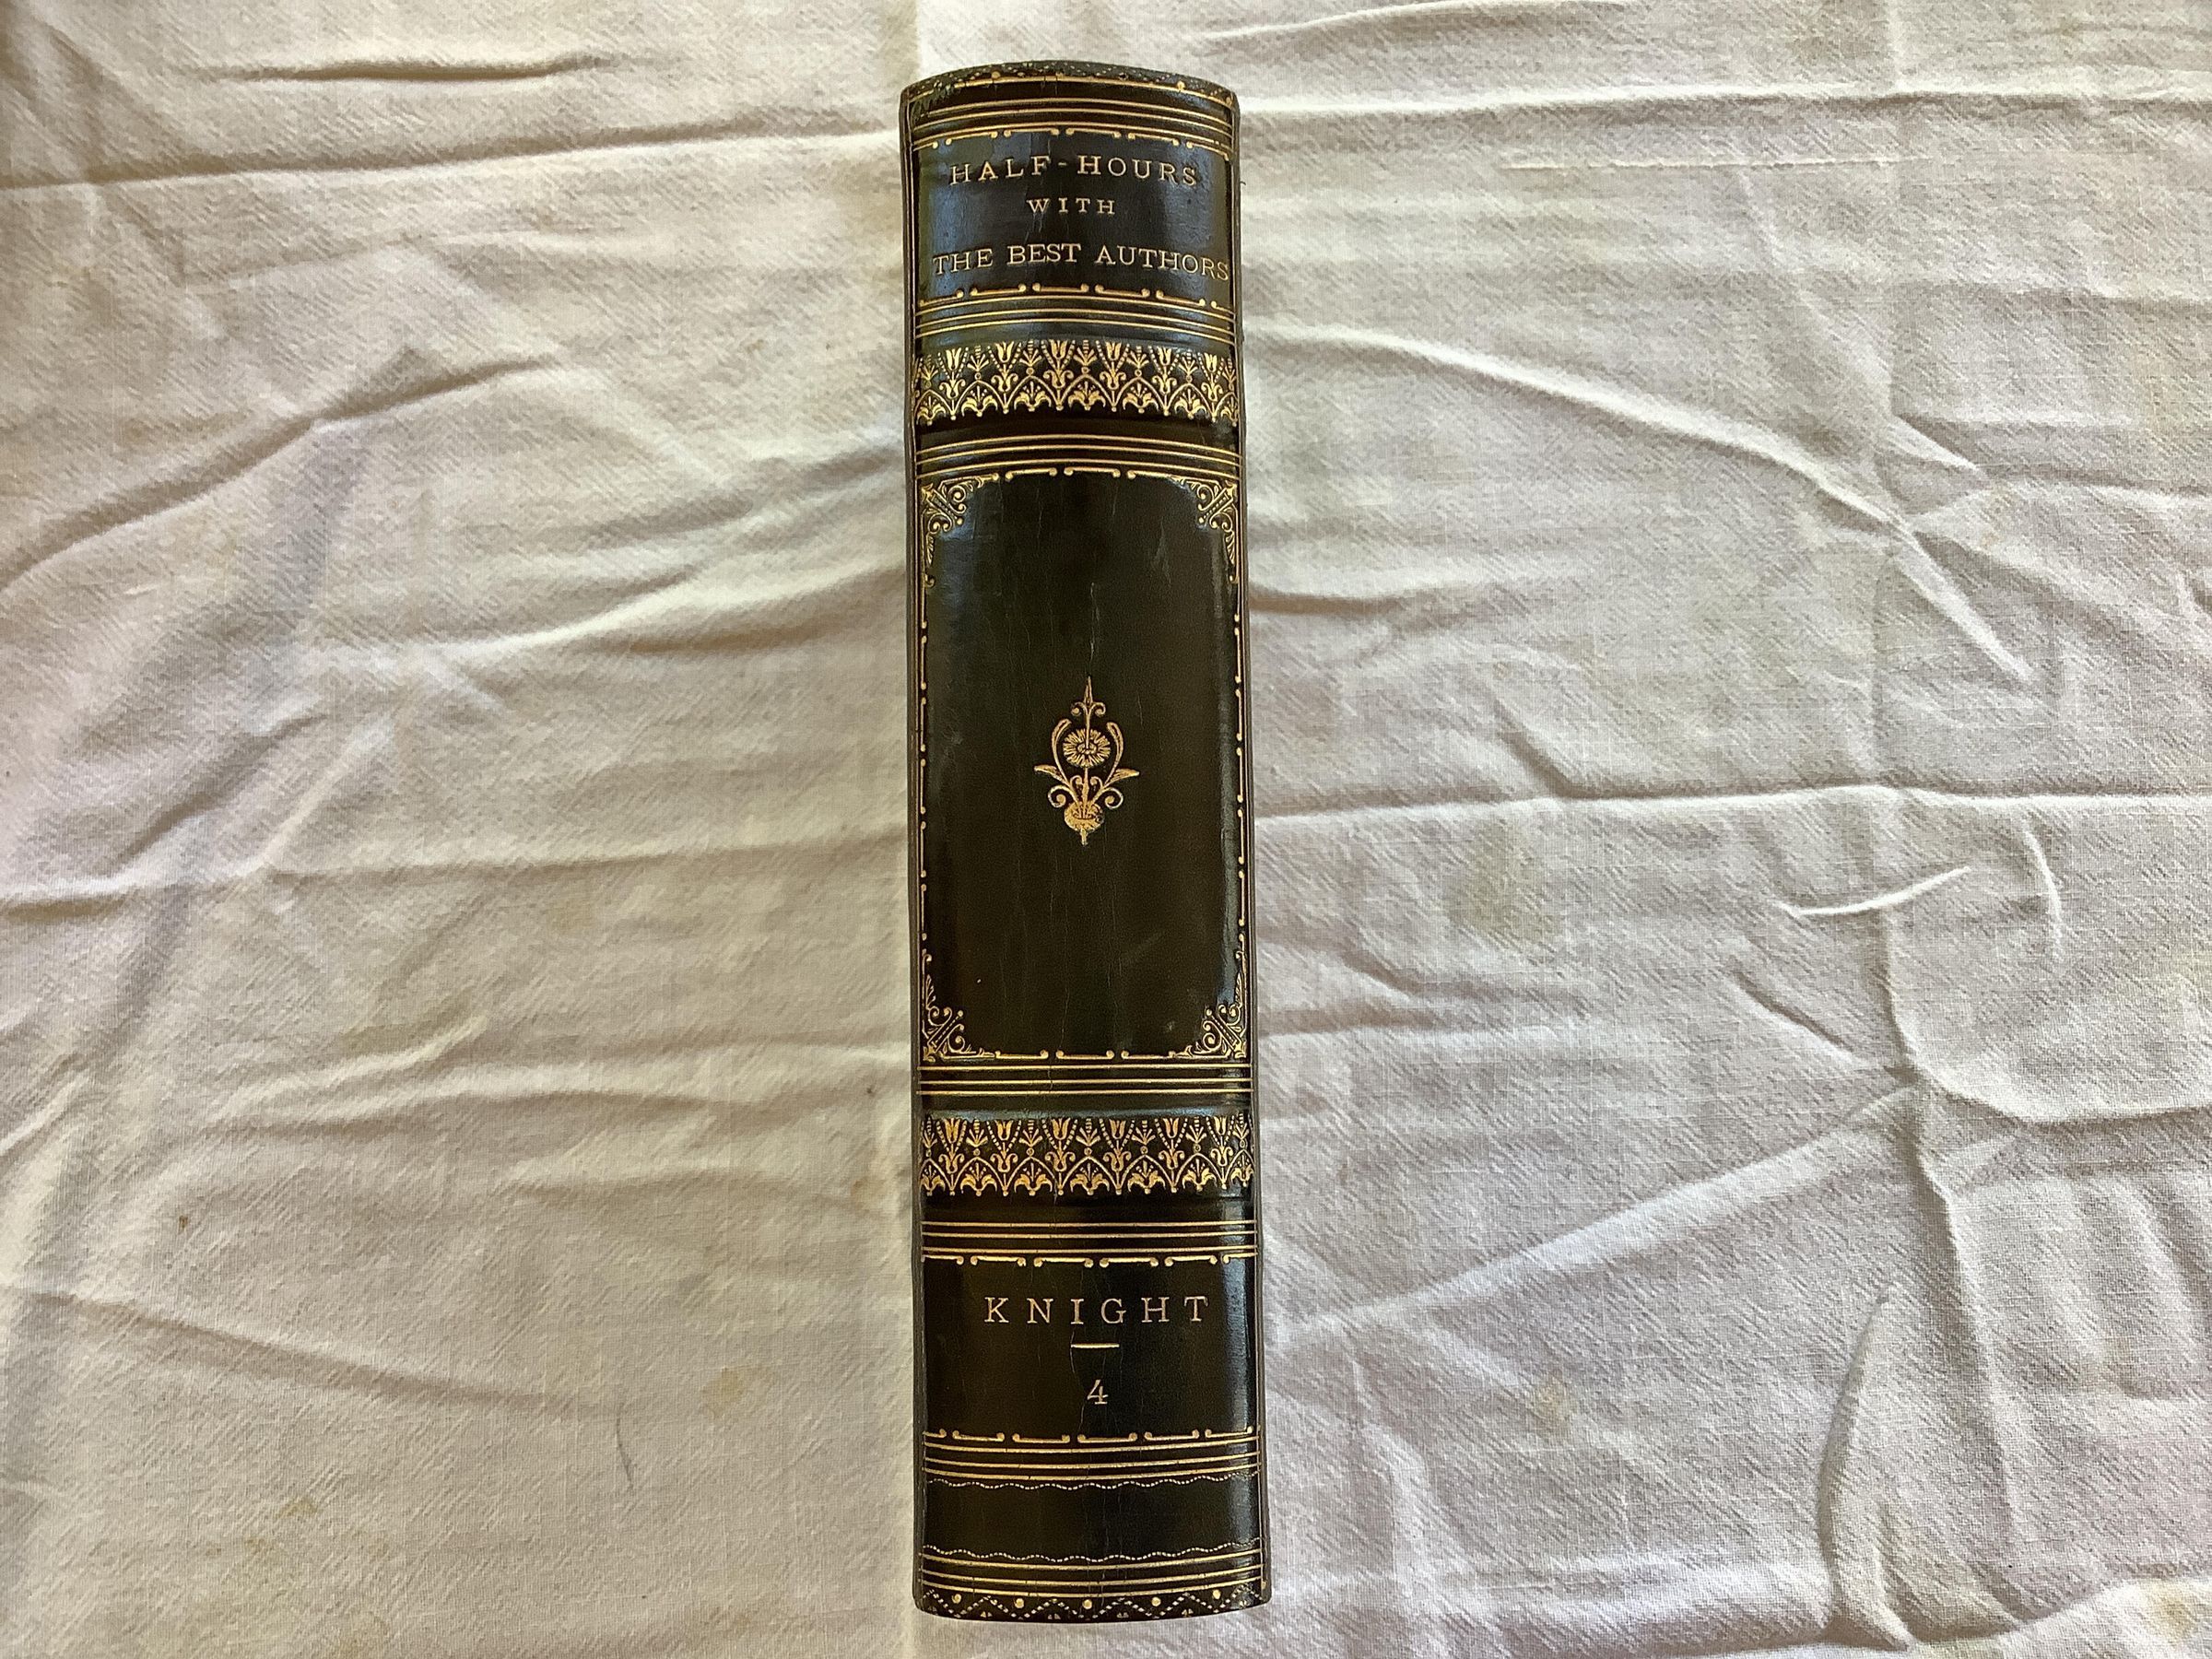 HALF-HOURS
WITH
THE BEST AUTHORS
KNIGHT
4